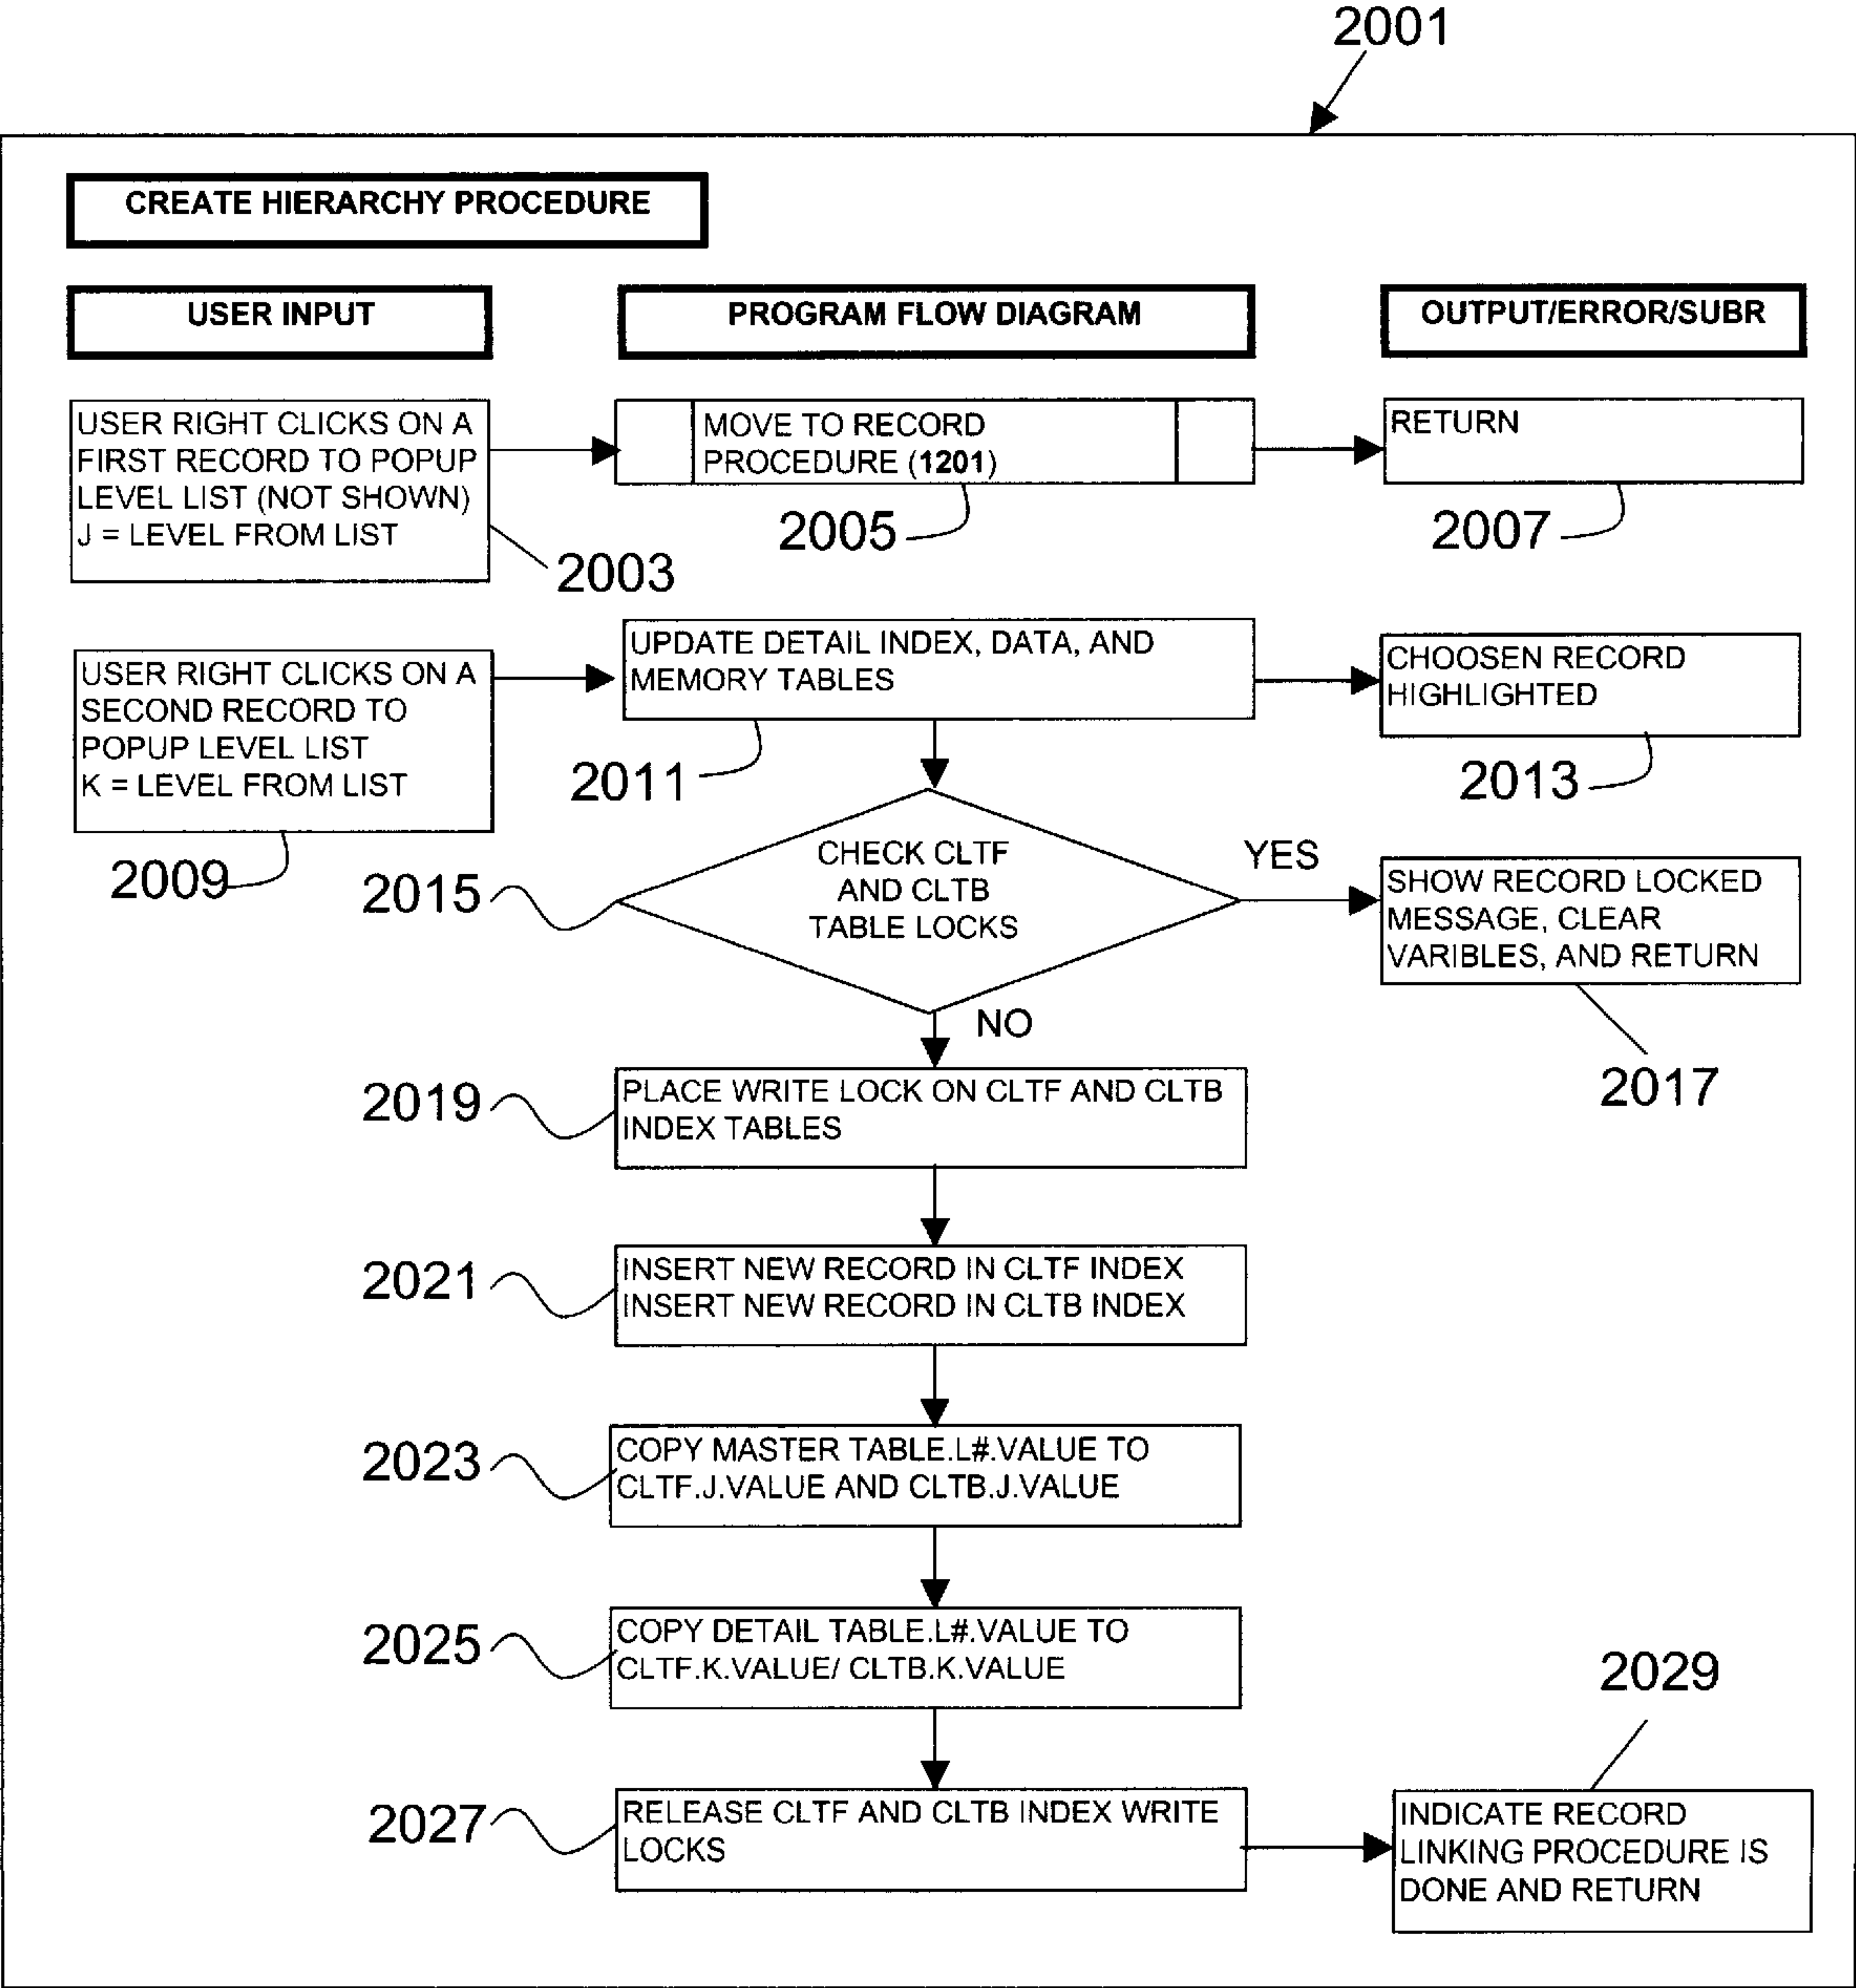 2001
CREATE HIERARCHY PROCEDURE
USER INPUT
PROGRAM FLOW DIAGRAM
OUTPUT/ERROR/SUBR
USER RIGHT CLICKS ON A
FIRST RECORD TO POPUP
LEVEL LIST (NOT SHOWN)
J = LEVEL FROM LIST
2003
MOVE TO RECORD
PROCEDURE (1201)
2005
RETURN
2007
USER RIGHT CLICKS ON A
SECOND RECORD TO
POPUP LEVEL LIST
K = LEVEL FROM LIST
2009
UPDATE DETAIL INDEX, DATA, AND
MEMORY TABLES
2011
CHOOSEN RECORD
HIGHLIGHTED
2013
CHECK CLTF
AND CLTB
TABLE LOCKS
2015
YES
SHOW RECORD LOCKED
MESSAGE, CLEAR
VARIBLES, AND RETURN
2017
NO
2019
PLACE WRITE LOCK ON CLTF AND CLTB
INDEX TABLES
2021
INSERT NEW RECORD IN CLTF INDEX
INSERT NEW RECORD IN CLTB INDEX
2023
COPY MASTER TABLE.L#.VALUE TO
CLTF.J.VALUE AND CLTB.J.VALUE
2025
COPY DETAIL TABLE.L#.VALUE TO
CLTF.K.VALUE/ CLTB.K.VALUE
2027
RELEASE CLTF AND CLTB INDEX WRITE
LOCKS
2029
INDICATE RECORD
LINKING PROCEDURE IS
DONE AND RETURN